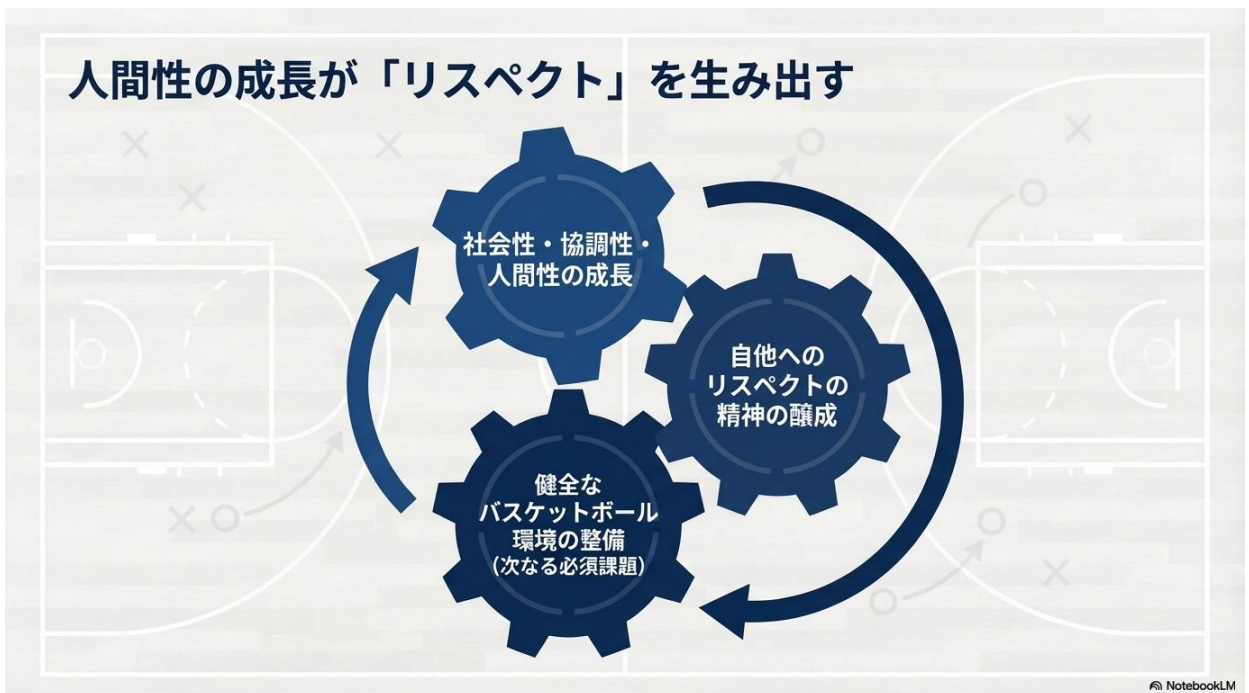 人間性の成長が「リスペクト」を生み出す
社会性・協調性・
人間性の成長
自他への
リスペクトの
精神の醸成
健全な
バスケットボール
環境の整備
(次なる必須課題)
NotebookLM